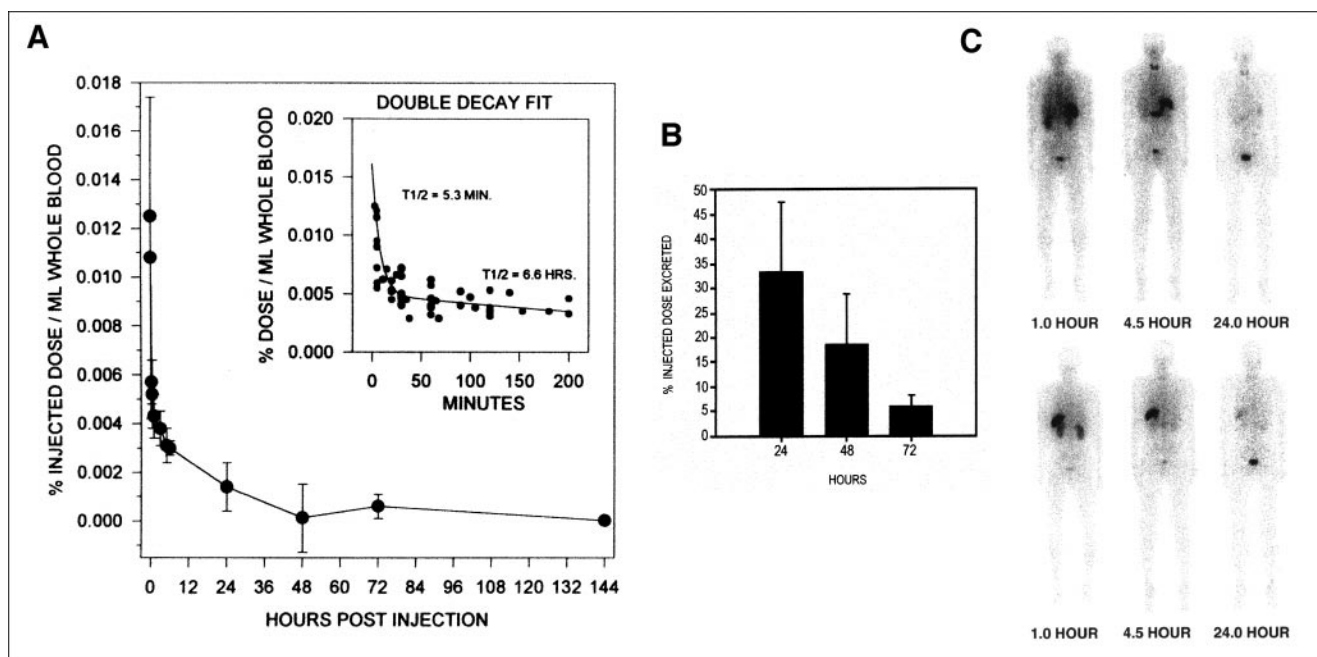 A
% INJECTED DOSE / ML WHOLE BLOOD
0.018
0.016
0.014
0.012
0.010
0.008
0.006
0.004
0.002
0.000
0 12 24 36 48 60 72 84 96 108 120 132 144
HOURS POST INJECTION
DOUBLE DECAY FIT
% DOSE / ML WHOLE BLOOD
0.020
0.015
0.010
0.005
0.000
T1/2 = 5.3 MIN.
T1/2 = 6.6 HRS.
0 50 100 150 200
MINUTES
B
% INJECTED DOSE EXCRETED
50
45
40
35
30
25
20
15
10
5
0
24 48 72
HOURS
C
1.0 HOUR 4.5 HOUR 24.0 HOUR
1.0 HOUR 4.5 HOUR 24.0 HOUR